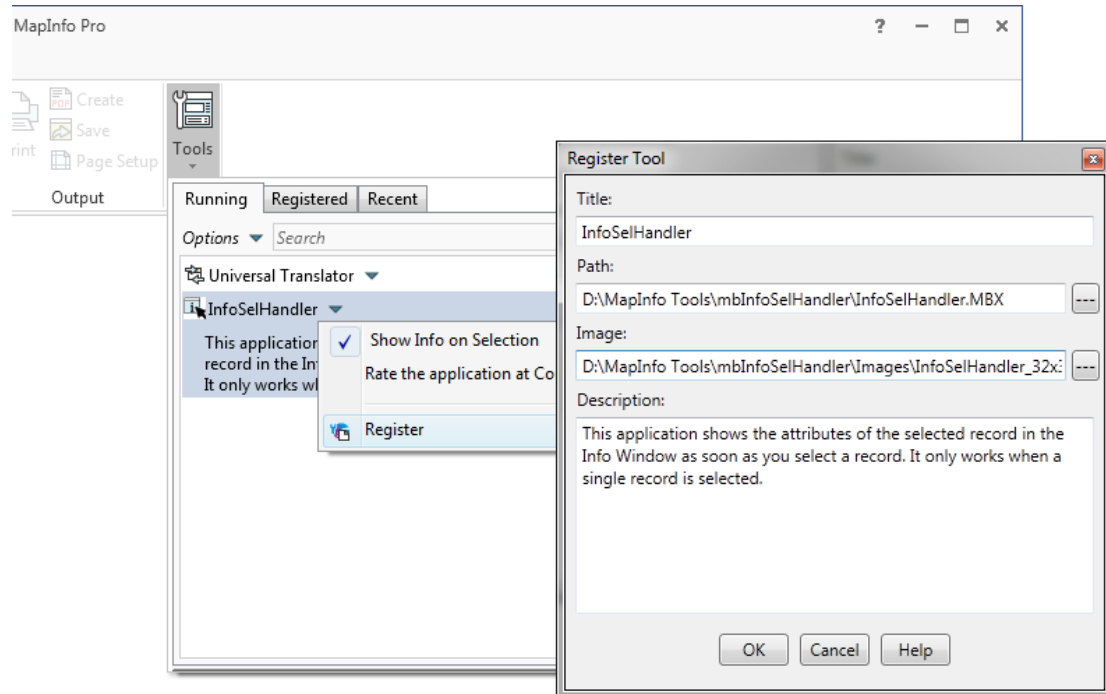 MapInfo Pro
?
Create
Save
rint
Page Setup
Output
Tools
Running
Registered
Recent
Options
Search
Universal Translator
InfoSelHandler
This application
record in the In
It only works wh
Show Info on Selection
Rate the application at Co
Register
Register Tool
Title:
InfoSelHandler
Path:
D:\MapInfo Tools\mbInfoSelHandler\InfoSelHandler.MBX
---
Image:
D:\MapInfo Tools\mbInfoSelHandler\Images\InfoSelHandler_32x
---
Description:
This application shows the attributes of the selected record in the
Info Window as soon as you select a record. It only works when a
single record is selected.
OK
Cancel
Help